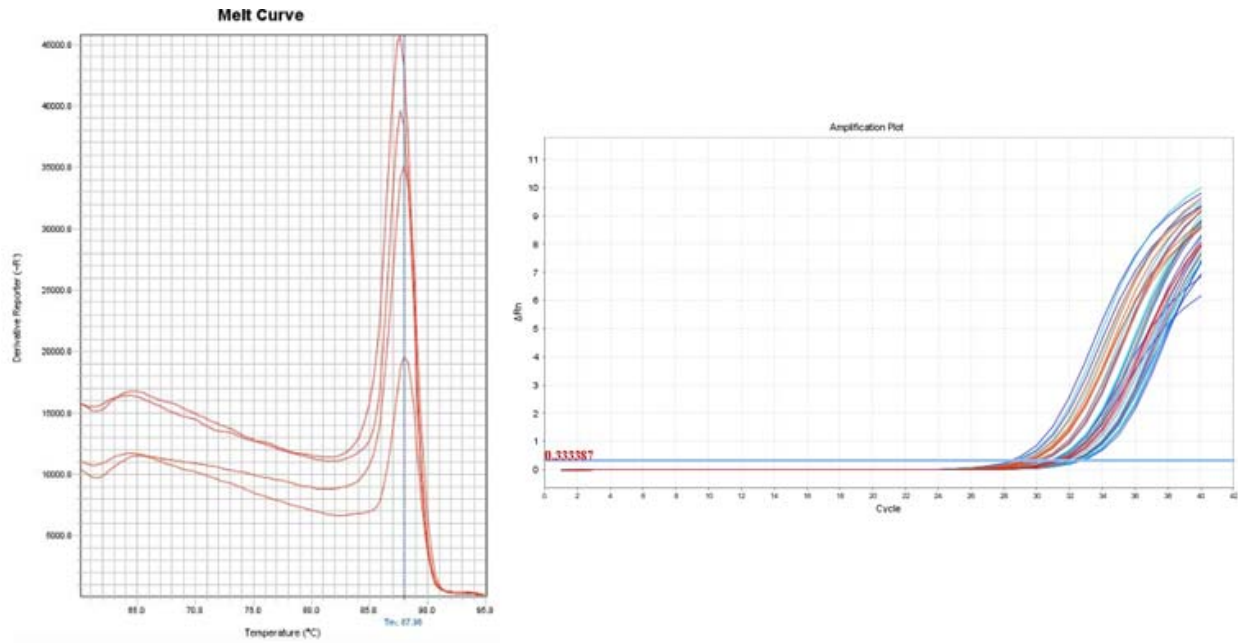 Melt Curve
45000.0
40000.0
35000.0
30000.0
25000.0
20000.0
15000.0
10000.0
5000.0
Derivative Reporter (-R')
65.0 70.0 75.0 80.0 85.0 90.0 95.0
Tm: 87.98
Temperature (°C)
Amplification Plot
11
10
9
8
7
6
5
4
3
2
1
0
ΔRn
0.333387
0 2 4 6 8 10 12 14 16 18 20 22 24 26 28 30 32 34 36 38 40 42
Cycle